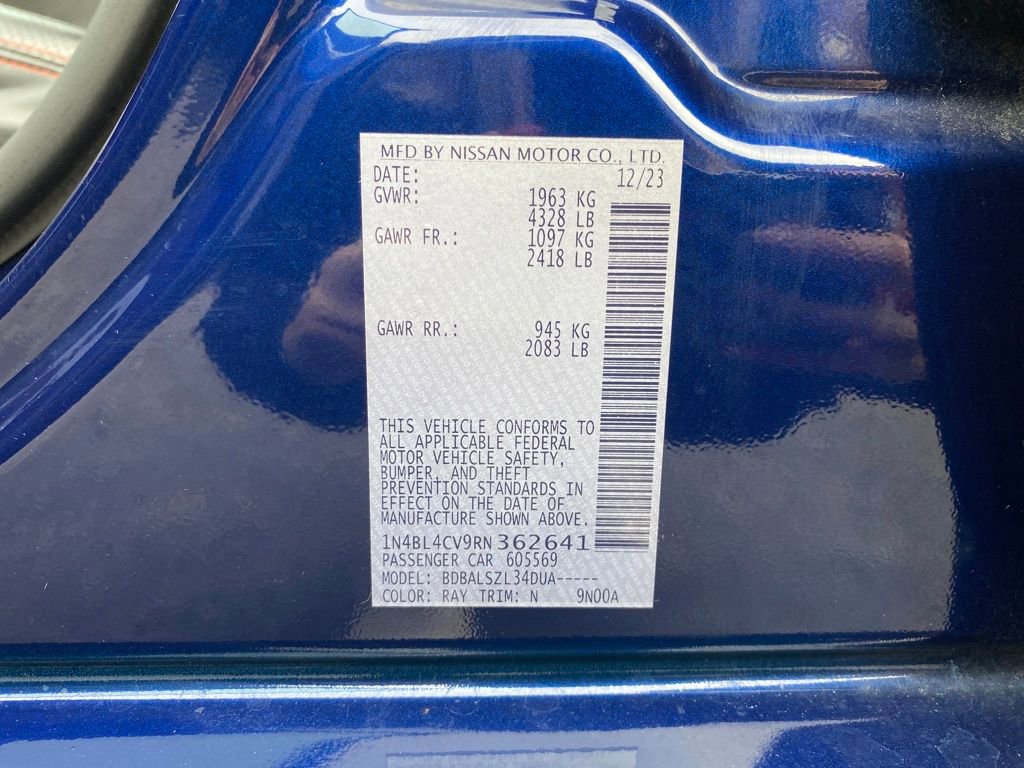 MFD BY NISSAN MOTOR CO., LTD.
DATE: 12/23
GVWR: 1963 KG
4328 LB
GAWR FR.: 1097 KG
2418 LB
GAWR RR.: 945 KG
2083 LB
THIS VEHICLE CONFORMS TO
ALL APPLICABLE FEDERAL
MOTOR VEHICLE SAFETY,
BUMPER, AND THEFT
PREVENTION STANDARDS IN
EFFECT ON THE DATE OF
MANUFACTURE SHOWN ABOVE.
1N4BL4CV9RN362641
PASSENGER CAR 605569
MODEL: BDBALSZL34DUA-----
COLOR: RAY TRIM: N 9N00A